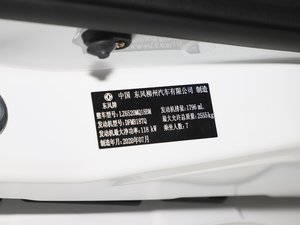 中国 东风柳州汽车有限公司 制造
东风牌
整车型号: LZ6520MQ18BM 发动机排量: 1796 mL
发动机型号: DFMB18TQ 最大允许总质量: 2555 kg
发动机最大净功率: 118 kW 乘坐人数: 7
制造年月: 2020年07月